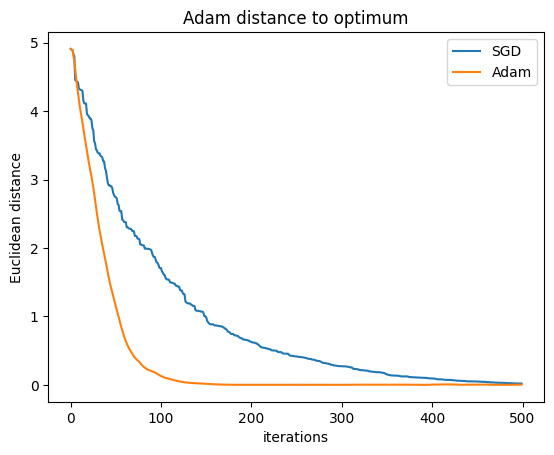 Adam distance to optimum
SGD
Adam
Euclidean distance
5
4
3
2
1
0
0 100 200 300 400 500
iterations